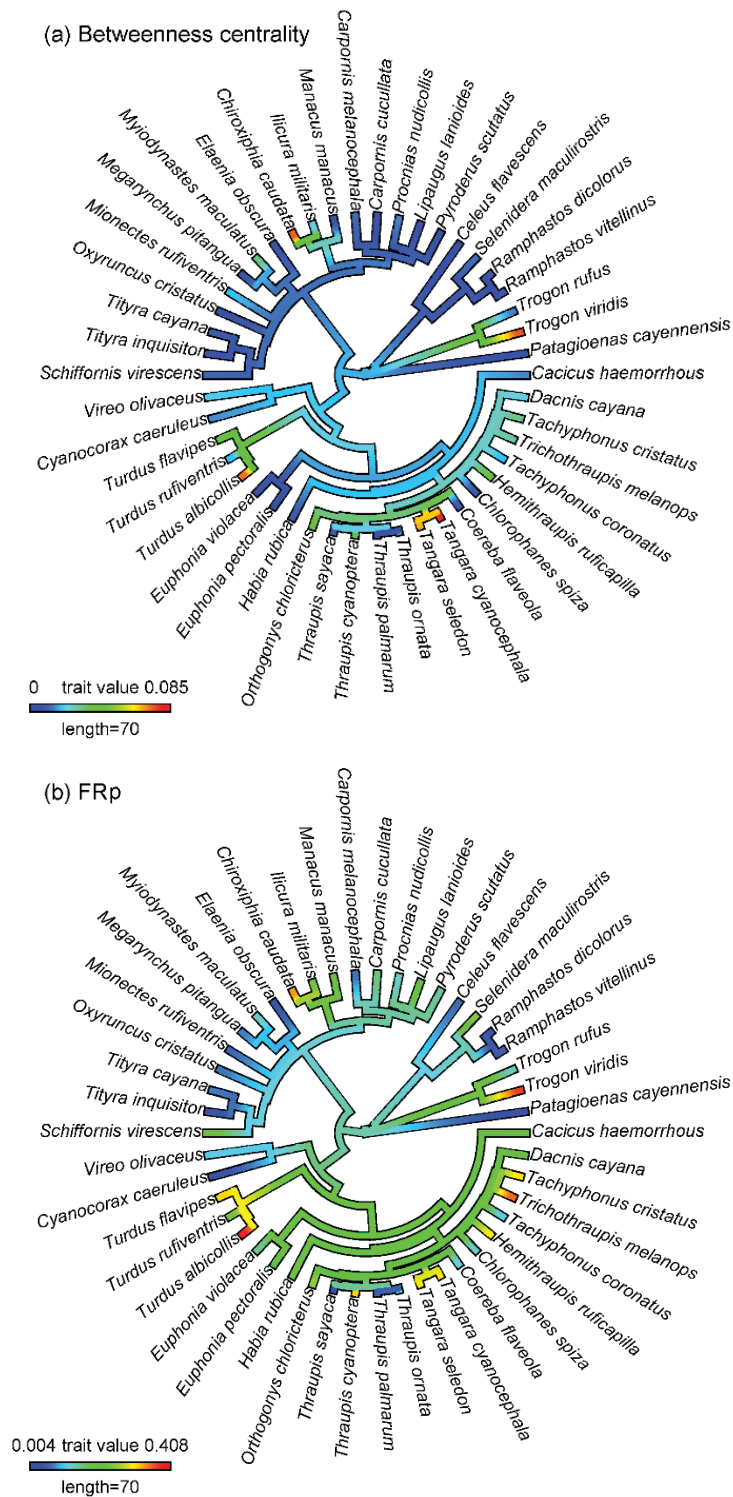 (a) Betweenness centrality
Schiffornis virescens
Tityra inquisitor
Tityra cayana
Oxyruncus cristatus
Mionectes rufiventris
Megarynchus pitangua
Myiodynastes maculatus
Elaenia obscura
Chiroxiphia caudata
Ilicura militaris
Manacus manacus
Carpornis melanocephala
Carpornis cucullata
Procnias nudicollis
Lipaugus lanioides
Pyroderus scutatus
Celeus flavescens
Selenidera maculirostris
Ramphastos dicolorus
Ramphastos vitellinus
Trogon rufus
Trogon viridis
Patagioenas cayennensis
Cacicus haemorrhous
Dacnis cayana
Tachyphonus cristatus
Trichothraupis melanops
Tachyphonus coronatus
Hemithraupis ruficapilla
Chlorophanes spiza
Coereba flaveola
Tangara cyanocephala
Tangara seledon
Thraupis ornata
Thraupis palmarum
Thraupis cyanoptera
Thraupis sayaca
Orthogonys chloricterus
Habia rubica
Euphonia pectoralis
Euphonia violacea
Turdus albicollis
Turdus rufiventris
Turdus flavipes
Cyanocorax caeruleus
Vireo olivaceus
0 trait value 0.085
length=70
(b) FRp
Schiffornis virescens
Tityra inquisitor
Tityra cayana
Oxyruncus cristatus
Mionectes rufiventris
Megarynchus pitangua
Myiodynastes maculatus
Elaenia obscura
Chiroxiphia caudata
Ilicura militaris
Manacus manacus
Carpornis melanocephala
Carpornis cucullata
Procnias nudicollis
Lipaugus lanioides
Pyroderus scutatus
Celeus flavescens
Selenidera maculirostris
Ramphastos dicolorus
Ramphastos vitellinus
Trogon rufus
Trogon viridis
Patagioenas cayennensis
Cacicus haemorrhous
Dacnis cayana
Tachyphonus cristatus
Trichothraupis melanops
Tachyphonus coronatus
Hemithraupis ruficapilla
Chlorophanes spiza
Coereba flaveola
Tangara cyanocephala
Tangara seledon
Thraupis ornata
Thraupis palmarum
Thraupis cyanoptera
Thraupis sayaca
Orthogonys chloricterus
Habia rubica
Euphonia pectoralis
Euphonia violacea
Turdus albicollis
Turdus rufiventris
Turdus flavipes
Cyanocorax caeruleus
Vireo olivaceus
0.004 trait value 0.408
length=70